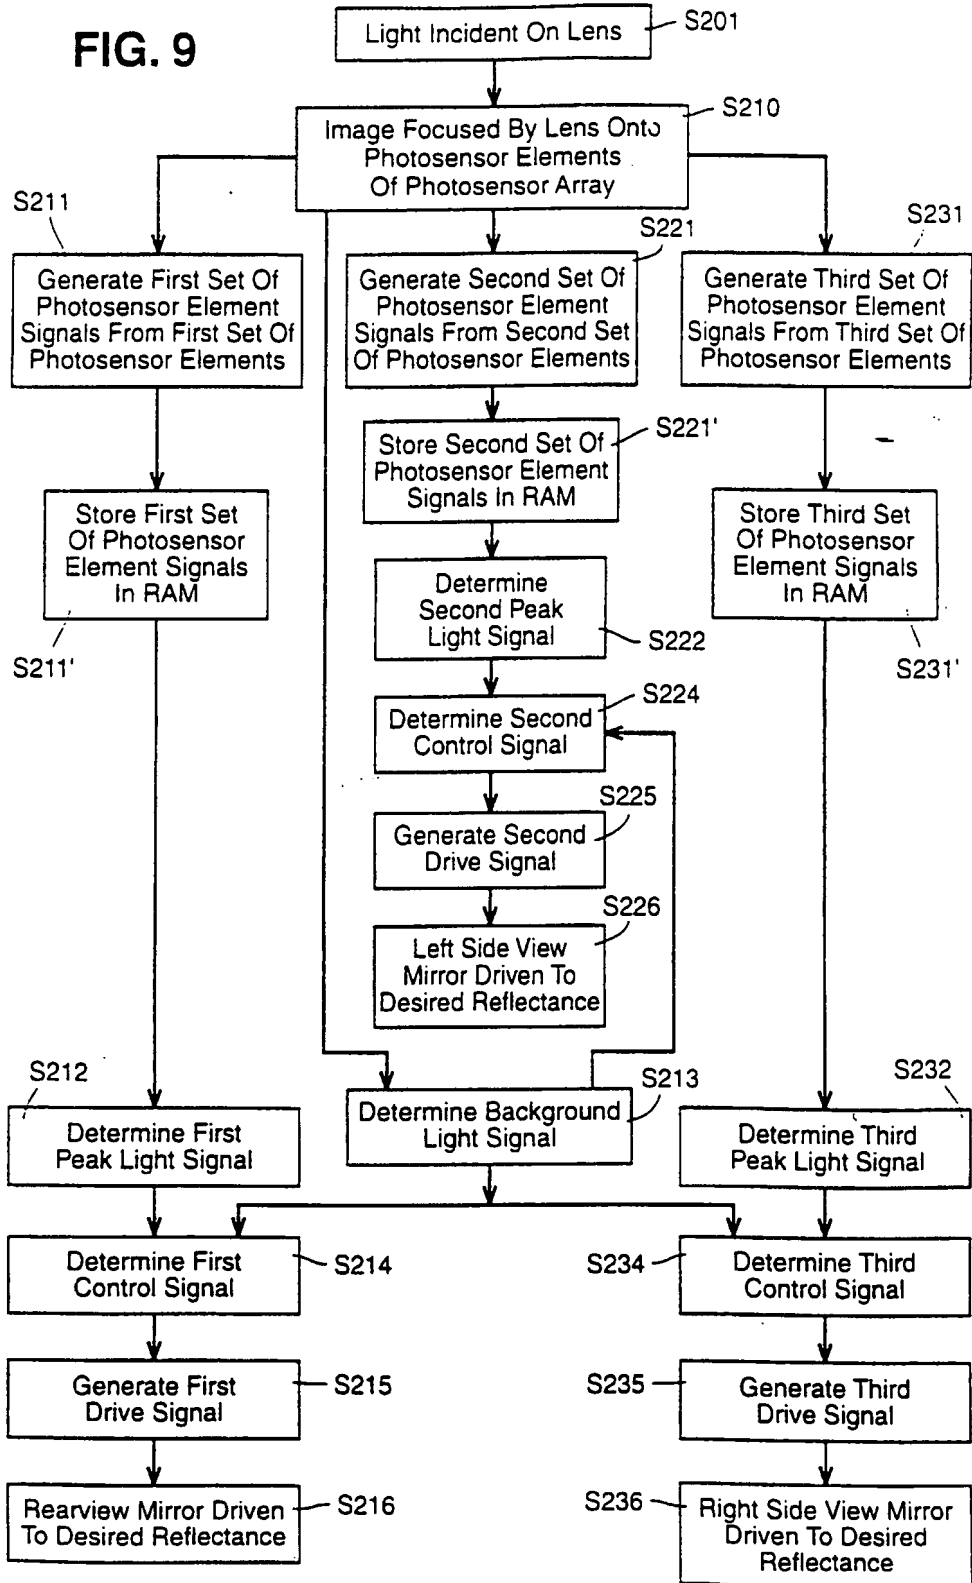 FIG. 9
Light Incident On Lens
S201
Image Focused By Lens Onto
Photosensor Elements
Of Photosensor Array
S210
S211
Generate First Set Of
Photosensor Element
Signals From First Set Of
Photosensor Elements
S221
Generate Second Set Of
Photosensor Element
Signals From Second Set
Of Photosensor Elements
S231
Generate Third Set Of
Photosensor Element
Signals From Third Set Of
Photosensor Elements
Store First Set
Of Photosensor
Element Signals
In RAM
S211'
Store Second Set Of
Photosensor Element
Signals In RAM
S221'
Store Third Set
Of Photosensor
Element Signals
In RAM
S231'
Determine
Second Peak
Light Signal
S222
S224
Determine Second
Control Signal
S225
Generate Second
Drive Signal
S226
Left Side View
Mirror Driven To
Desired Reflectance
S212
Determine First
Peak Light Signal
S213
Determine Background
Light Signal
S232
Determine Third
Peak Light Signal
Determine First
Control Signal
S214
S234
Determine Third
Control Signal
Generate First
Drive Signal
S215
S235
Generate Third
Drive Signal
Rearview Mirror Driven
To Desired Reflectance
S216
S236
Right Side View Mirror
Driven To Desired
Reflectance